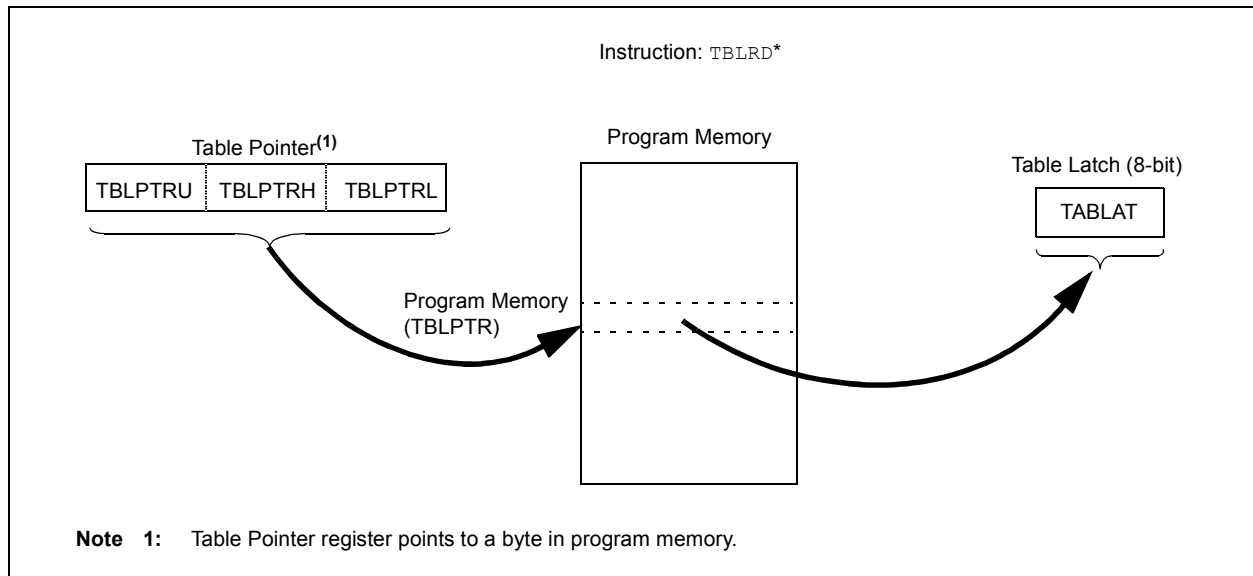 Instruction: TBLRD*
Table Pointer(1)
Program Memory
Table Latch (8-bit)
TBLPTRU TBLPTRH TBLPTRL
TABLAT
Program Memory
(TBLPTR)
Note 1: Table Pointer register points to a byte in program memory.